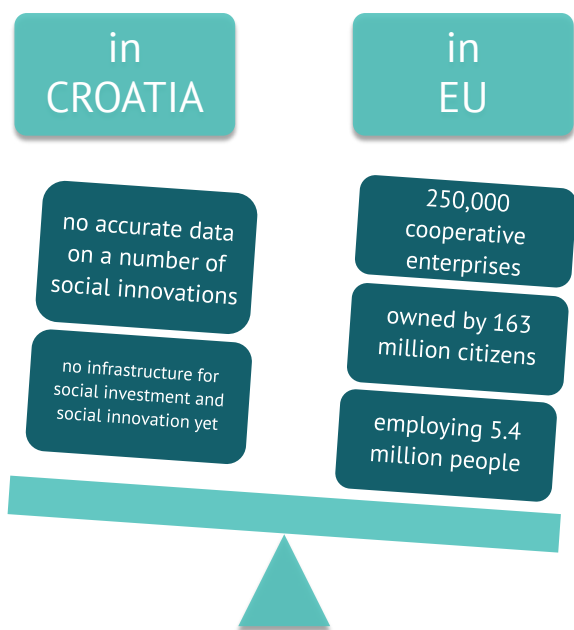 in
CROATIA
no accurate data
on a number of
social innovations
no infrastructure for
social investment and
social innovation yet
in
EU
250,000
cooperative
enterprises
owned by 163
million citizens
employing 5.4
million people